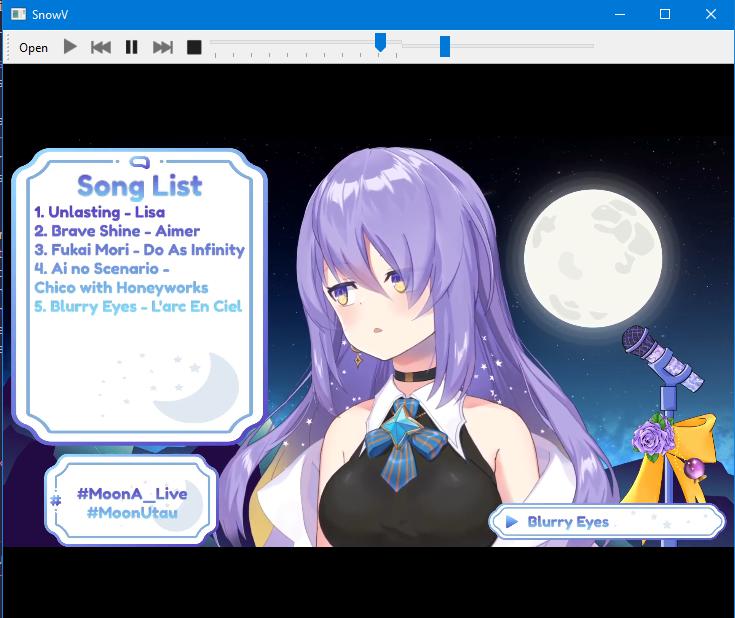 SnowV
Open
Song List
1. Unlasting - Lisa
2. Brave Shine - Aimer
3. Fukai Mori - Do As Infinity
4. Ai no Scenario -
Chico with Honeyworks
5. Blurry Eyes - L'arc En Ciel
#
#MoonA_Live
#MoonUtau
Blurry Eyes